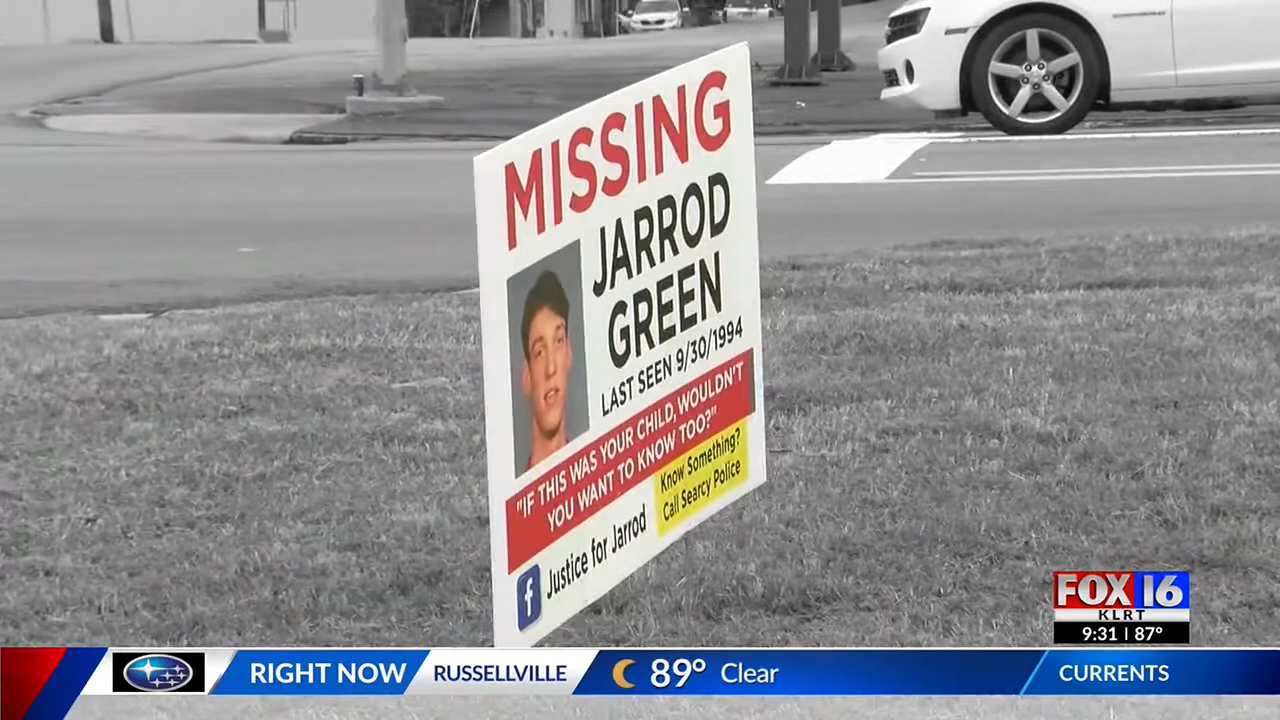 MISSING
JARROD
GREEN
LAST SEEN 9/30/1994
"IF THIS WAS YOUR CHILD, WOULDN'T
YOU WANT TO KNOW TOO?"
Know Something?
Call Searcy Police
f Justice for Jarrod
FOX 16
KLRT
9:31 | 87°
RIGHT NOW RUSSELLVILLE 89° Clear CURRENTS